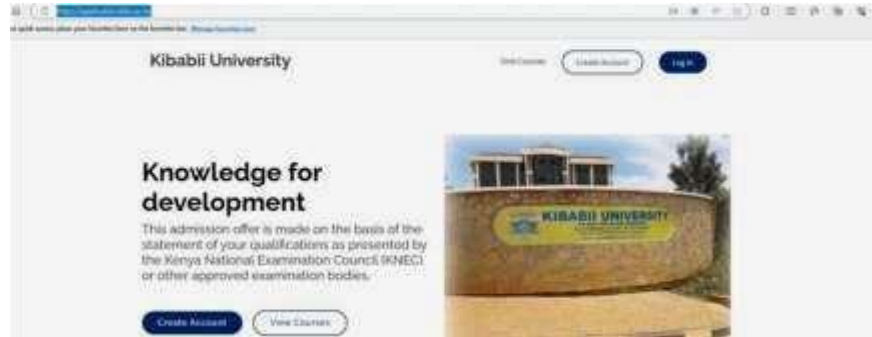 Kibabii University
View Courses
Create Account
Log In
Knowledge for
development
This admission offer is made on the basis of the
statement of your qualifications as presented by
the Kenya National Examination Council (KNEC)
or other approved examination bodies.
KIBABII UNIVERSITY
Create Account
View Courses